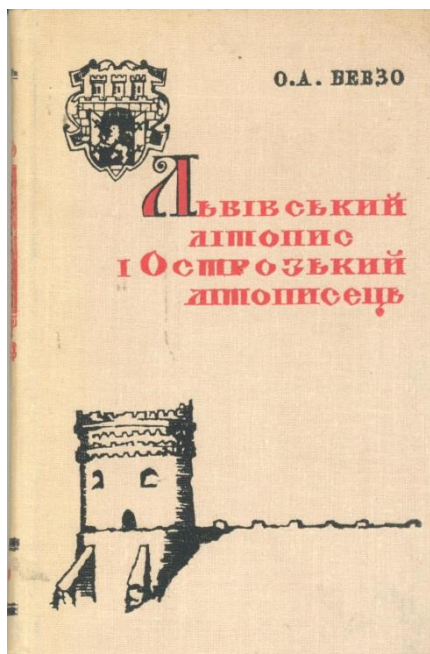 О.А. БЕВЗО
Львівський
літопис
і Острозький
літописець